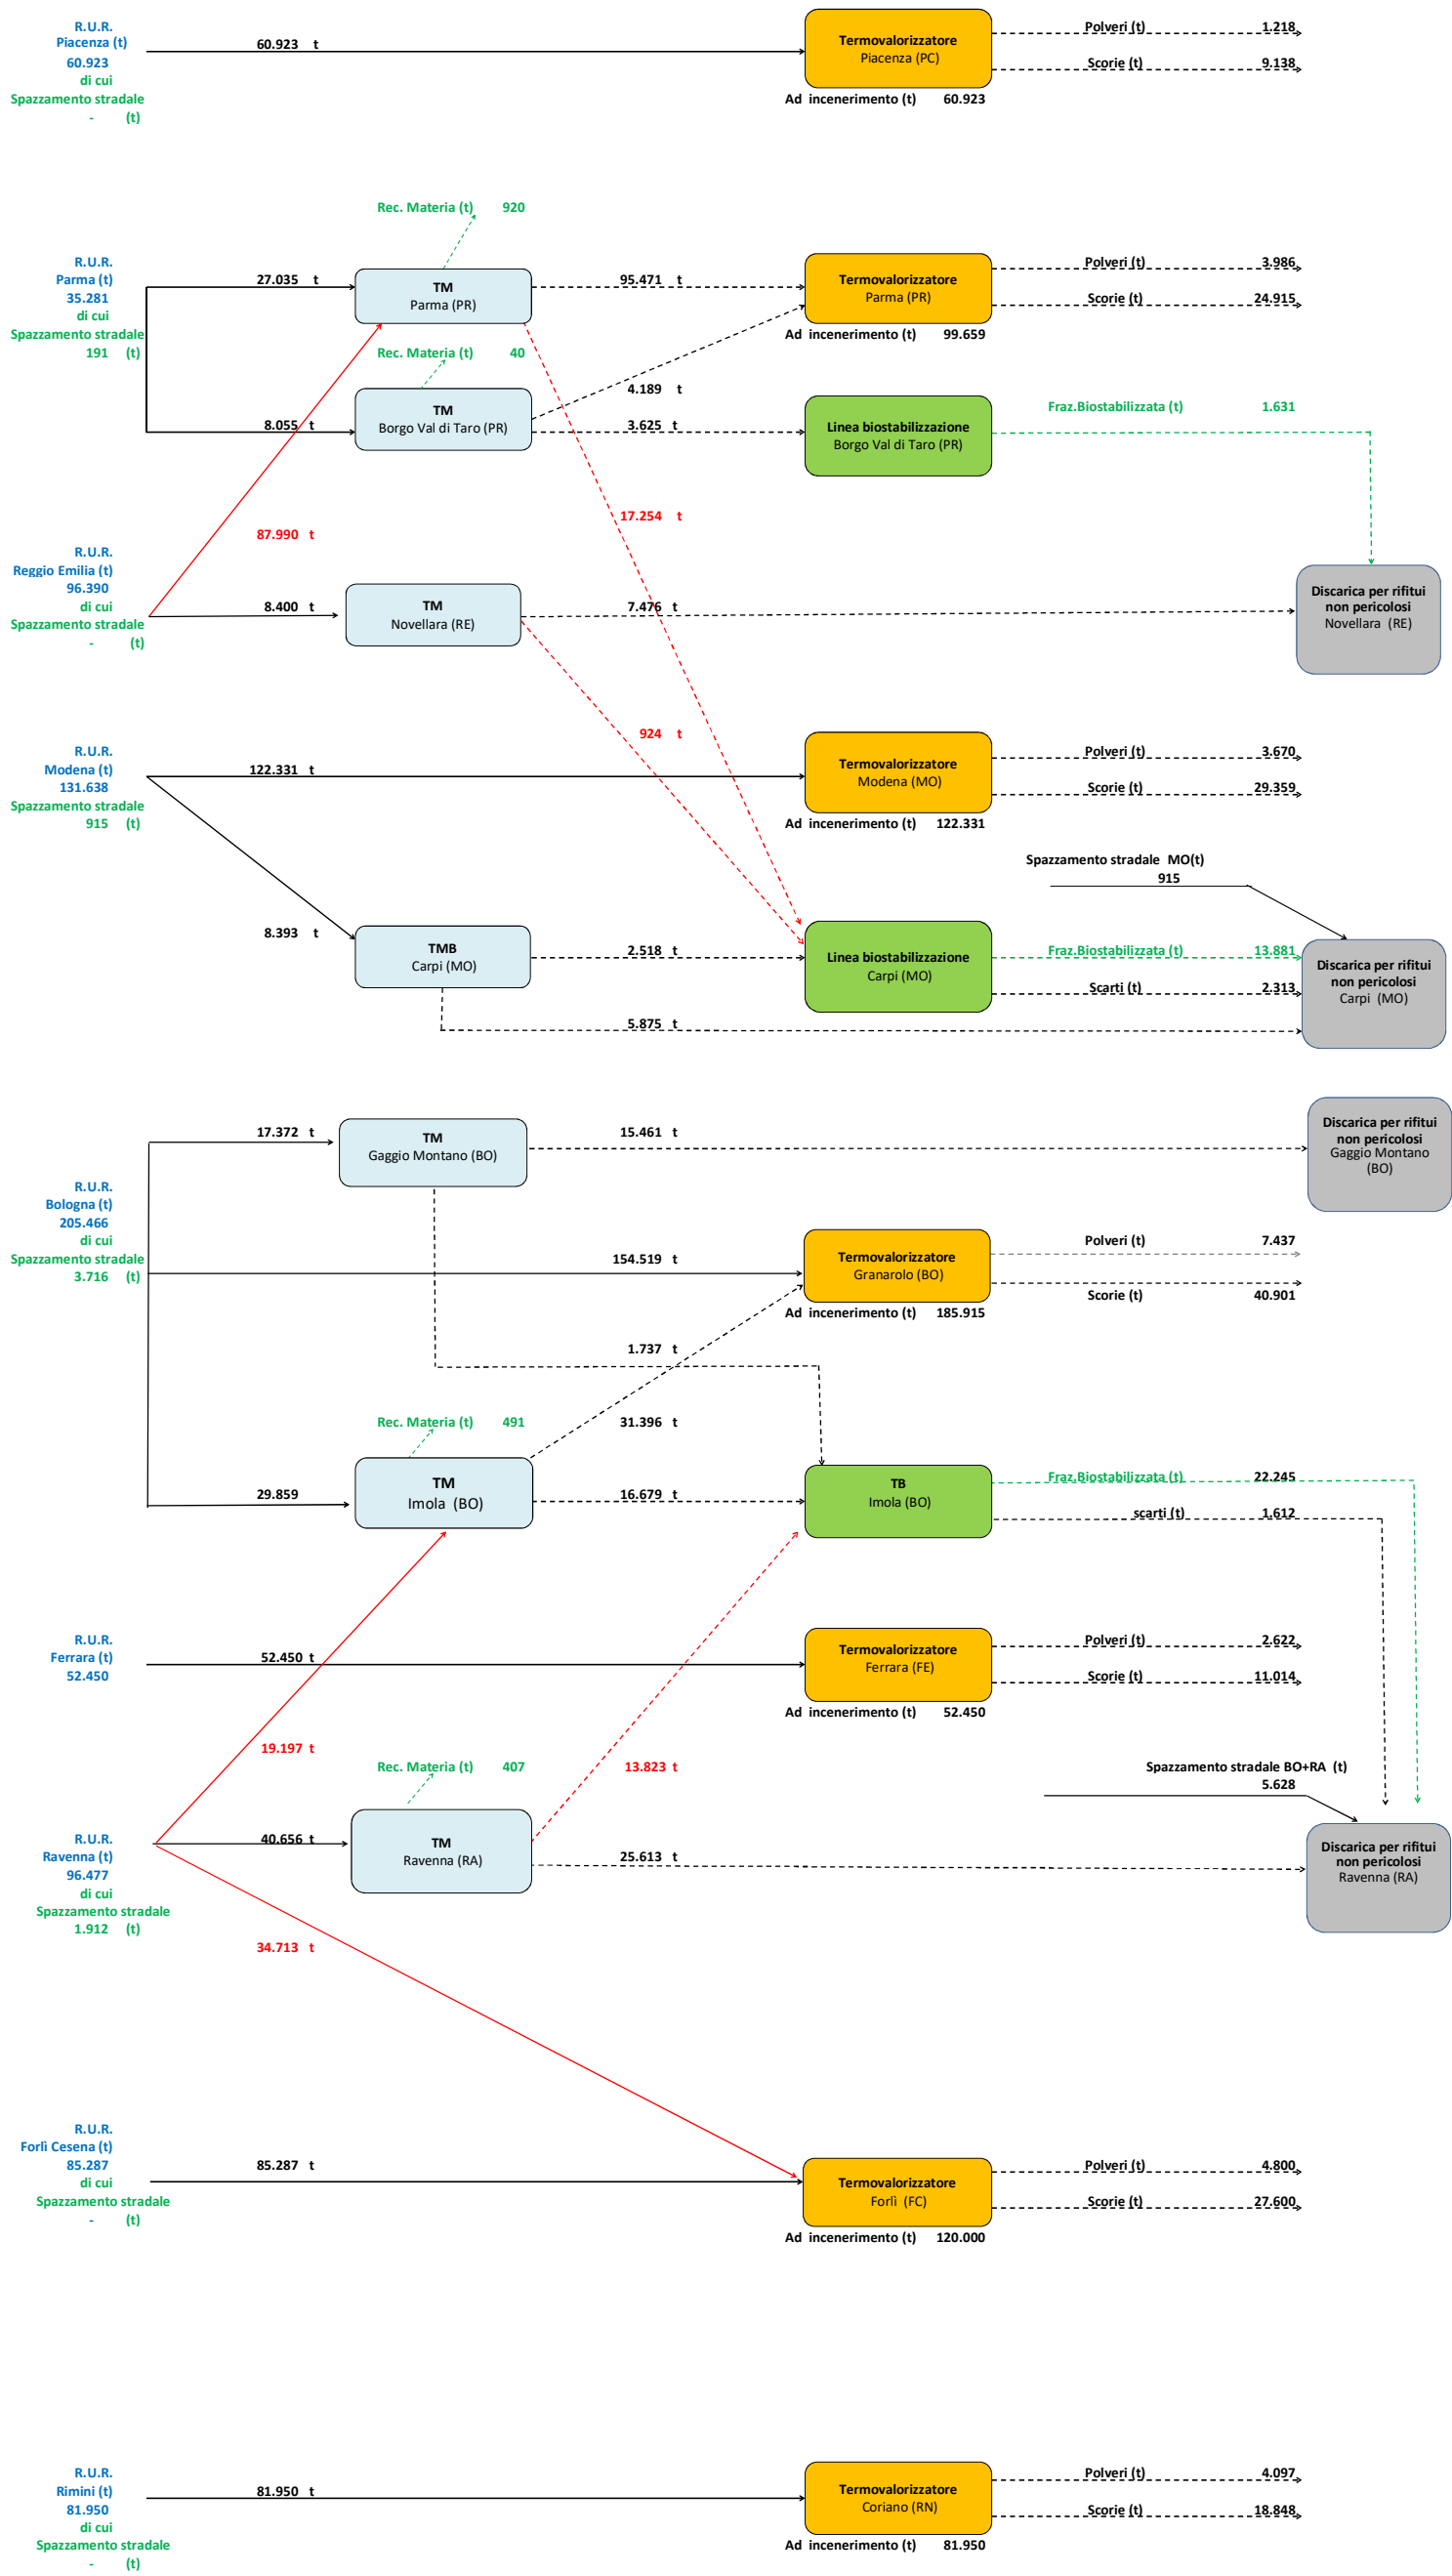 R.U.R.
Piacenza (t)
60.923
di cui
Spazzamento stradale
- (t)
60.923 t
Termovalorizzatore
Piacenza (PC)
Ad incenerimento (t) 60.923
Polveri (t) 1.218
Scorie (t) 9.138
Rec. Materia (t) 920
R.U.R.
Parma (t)
35.281
di cui
Spazzamento stradale
191 (t)
27.035 t
TM
Parma (PR)
95.471 t
Termovalorizzatore
Parma (PR)
Ad incenerimento (t) 99.659
Polveri (t) 3.986
Scorie (t) 24.915
Rec. Materia (t) 40
8.055 t
TM
Borgo Val di Taro (PR)
4.189 t
3.625 t
Linea biostabilizzazione
Borgo Val di Taro (PR)
Fraz.Biostabilizzata (t) 1.631
17.254 t
87.990 t
R.U.R.
Reggio Emilia (t)
96.390
di cui
Spazzamento stradale
- (t)
8.400 t
TM
Novellara (RE)
7.476 t
Discarica per rifitui
non pericolosi
Novellara (RE)
924 t
R.U.R.
Modena (t)
131.638
Spazzamento stradale
915 (t)
122.331 t
Termovalorizzatore
Modena (MO)
Ad incenerimento (t) 122.331
Polveri (t) 3.670
Scorie (t) 29.359
Spazzamento stradale MO(t)
915
8.393 t
TMB
Carpi (MO)
2.518 t
Linea biostabilizzazione
Carpi (MO)
Fraz.Biostabilizzata (t) 13.881
Scarti (t) 2.313
5.875 t
Discarica per rifitui
non pericolosi
Carpi (MO)
17.372 t
TM
Gaggio Montano (BO)
15.461 t
Discarica per rifitui
non pericolosi
Gaggio Montano
(BO)
R.U.R.
Bologna (t)
205.466
di cui
Spazzamento stradale
3.716 (t)
154.519 t
Termovalorizzatore
Granarolo (BO)
Ad incenerimento (t) 185.915
Polveri (t) 7.437
Scorie (t) 40.901
1.737 t
Rec. Materia (t) 491
31.396 t
29.859
TM
Imola (BO)
16.679 t
TB
Imola (BO)
Fraz.Biostabilizzata (t) 22.245
scarti (t) 1.612
R.U.R.
Ferrara (t)
52.450
52.450 t
Termovalorizzatore
Ferrara (FE)
Ad incenerimento (t) 52.450
Polveri (t) 2.622
Scorie (t) 11.014
19.197 t
Rec. Materia (t) 407
13.823 t
Spazzamento stradale BO+RA (t)
5.628
R.U.R.
Ravenna (t)
96.477
di cui
Spazzamento stradale
1.912 (t)
40.656 t
TM
Ravenna (RA)
25.613 t
Discarica per rifitui
non pericolosi
Ravenna (RA)
34.713 t
R.U.R.
Forlì Cesena (t)
85.287
di cui
Spazzamento stradale
- (t)
85.287 t
Termovalorizzatore
Forlì (FC)
Ad incenerimento (t) 120.000
Polveri (t) 4.800
Scorie (t) 27.600
R.U.R.
Rimini (t)
81.950
di cui
Spazzamento stradale
- (t)
81.950 t
Termovalorizzatore
Coriano (RN)
Ad incenerimento (t) 81.950
Polveri (t) 4.097
Scorie (t) 18.848